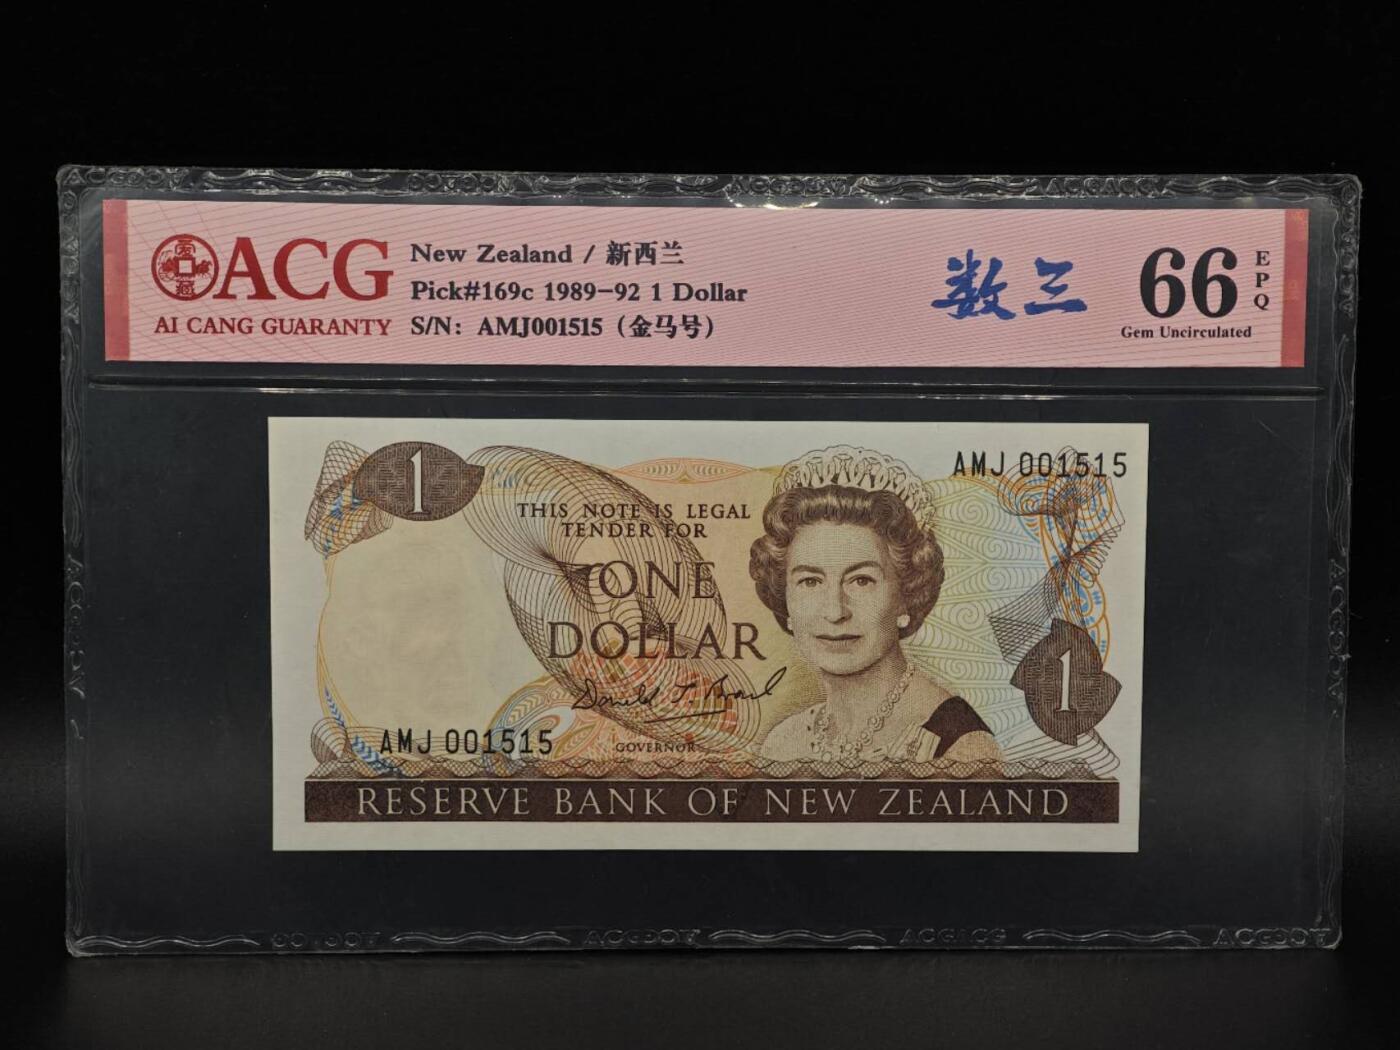 ACG
AI CANG GUARANTY
New Zealand / 新西兰
Pick#169c 1989-92 1 Dollar
S/N: AMJ001515 (金马号)
数三
66
EPQ
Gem Uncirculated
1
AMJ 001515
THIS NOTE IS LEGAL
TENDER FOR
ONE
DOLLAR
1
AMJ 001515
GOVERNOR
RESERVE BANK OF NEW ZEALAND